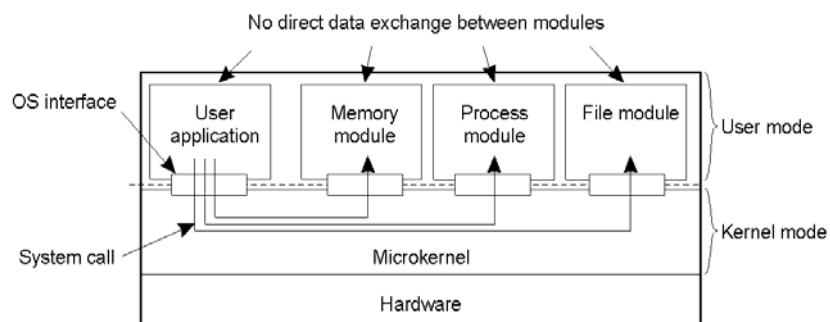 No direct data exchange between modules
OS interface
User
application
Memory
module
Process
module
File module
User mode
System call
Microkernel
Kernel mode
Hardware